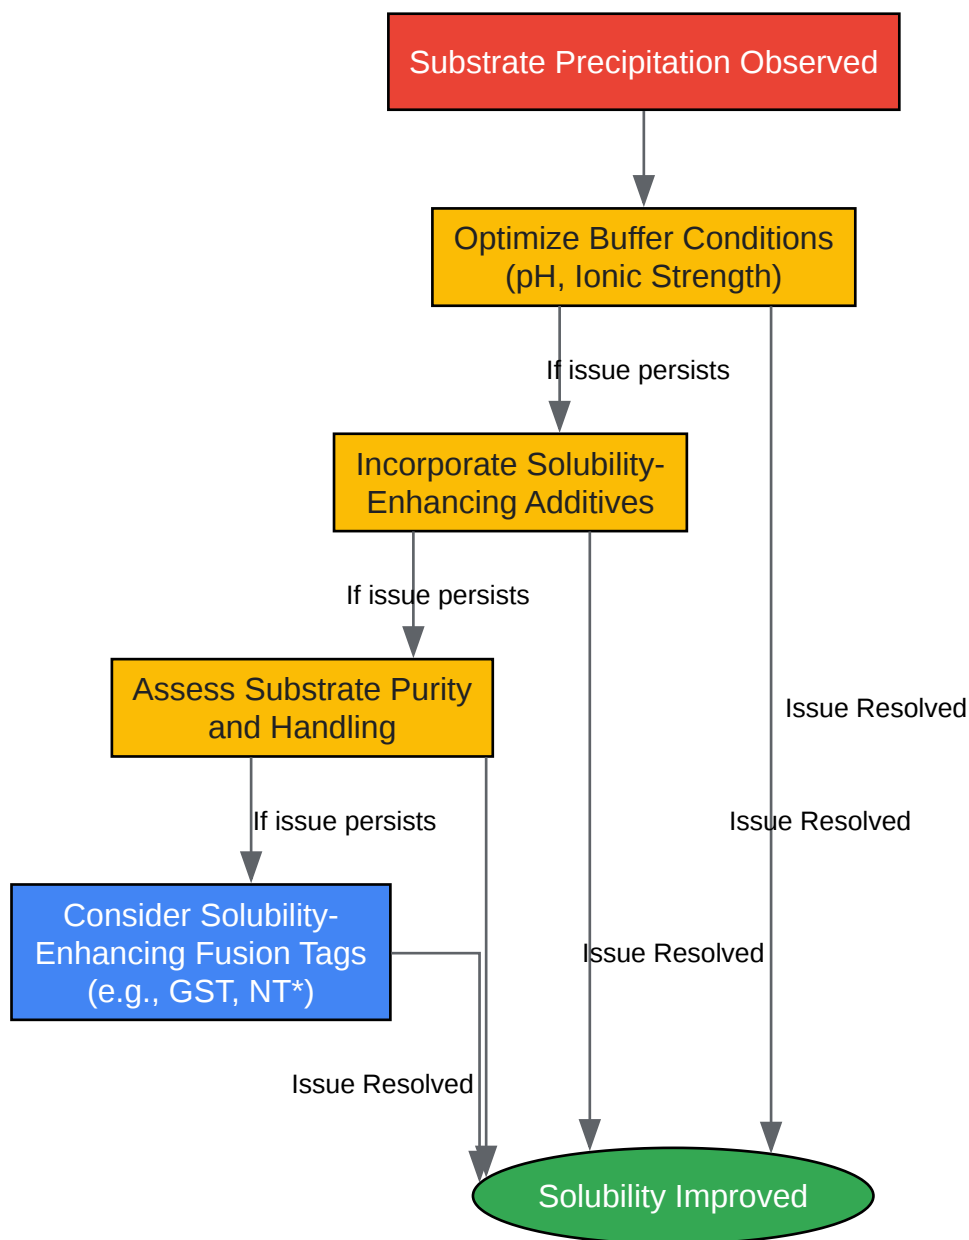 Substrate Precipitation Observed
Optimize Buffer Conditions
(pH, Ionic Strength)
If issue persists
Incorporate Solubility-
Enhancing Additives
If issue persists
Assess Substrate Purity
and Handling
Issue Resolved
If issue persists
Issue Resolved
Consider Solubility-
Enhancing Fusion Tags
(e.g., GST, NT*)
Issue Resolved
Issue Resolved
Solubility Improved